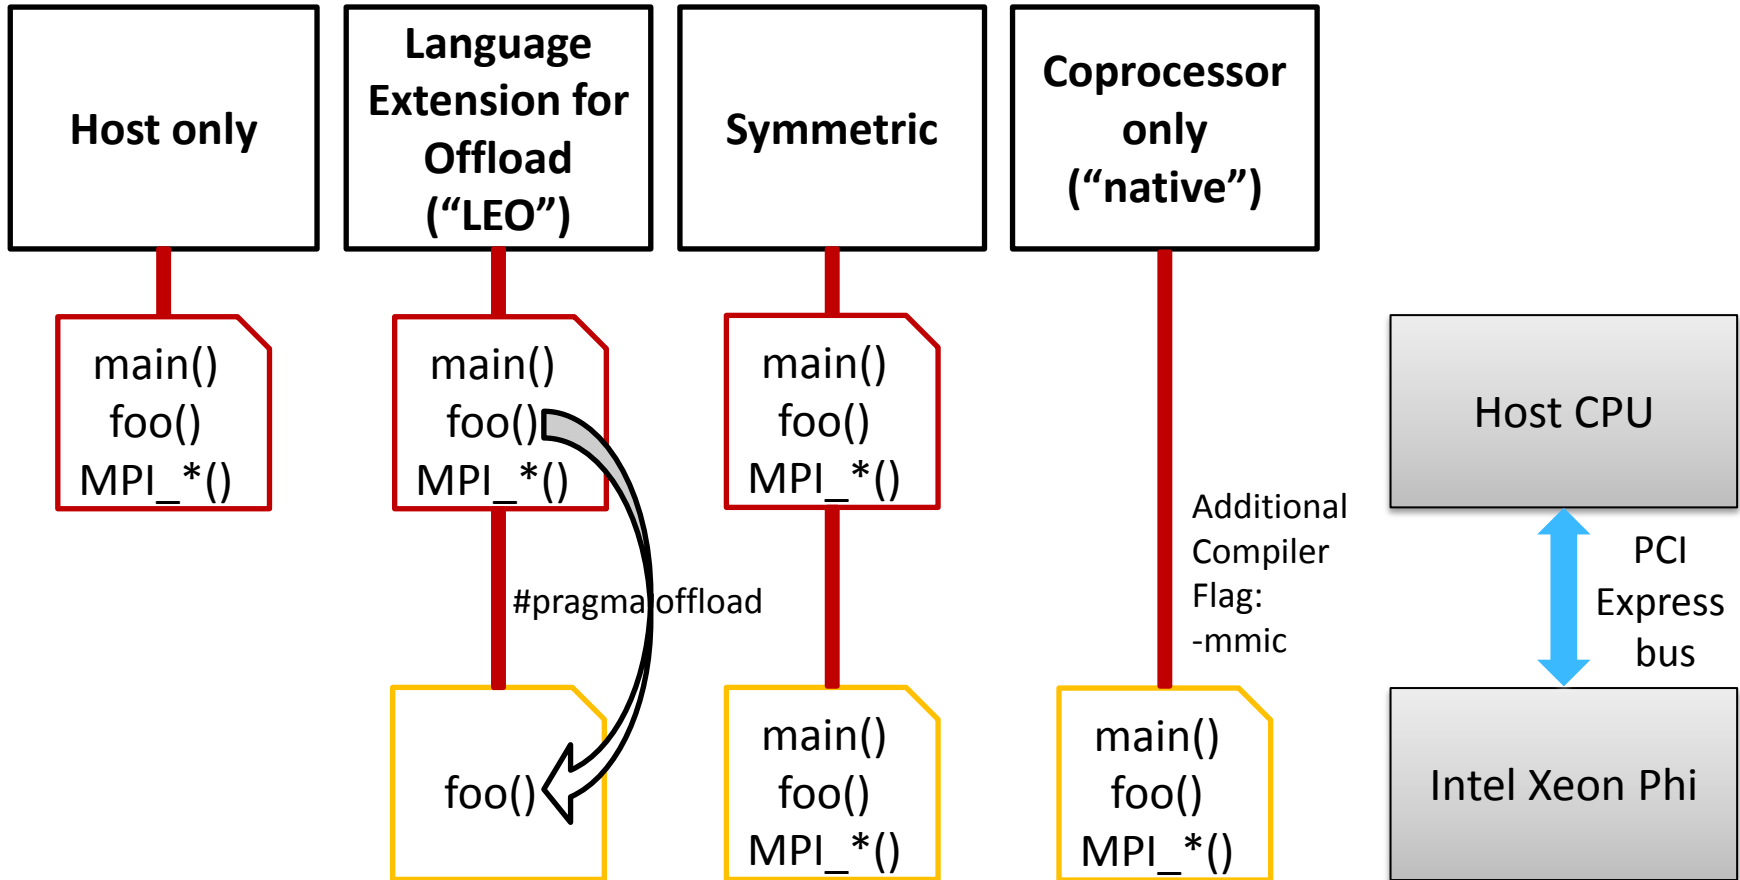 Host only
Language
Extension for
Offload
(“LEO”)
Symmetric
Coprocessor
only
(“native”)
main()
foo()
MPI_*()
main()
foo()
MPI_*()
#pragma offload
foo()
main()
foo()
MPI_*()
main()
foo()
MPI_*()
Additional
Compiler
Flag:
-mmic
main()
foo()
MPI_*()
Host CPU
PCI
Express
bus
Intel Xeon Phi